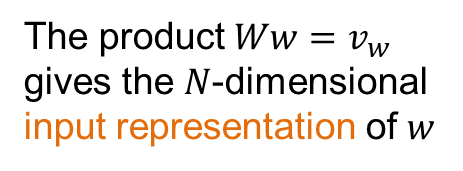 The product Ww = v_w
gives the N-dimensional
input representation of w